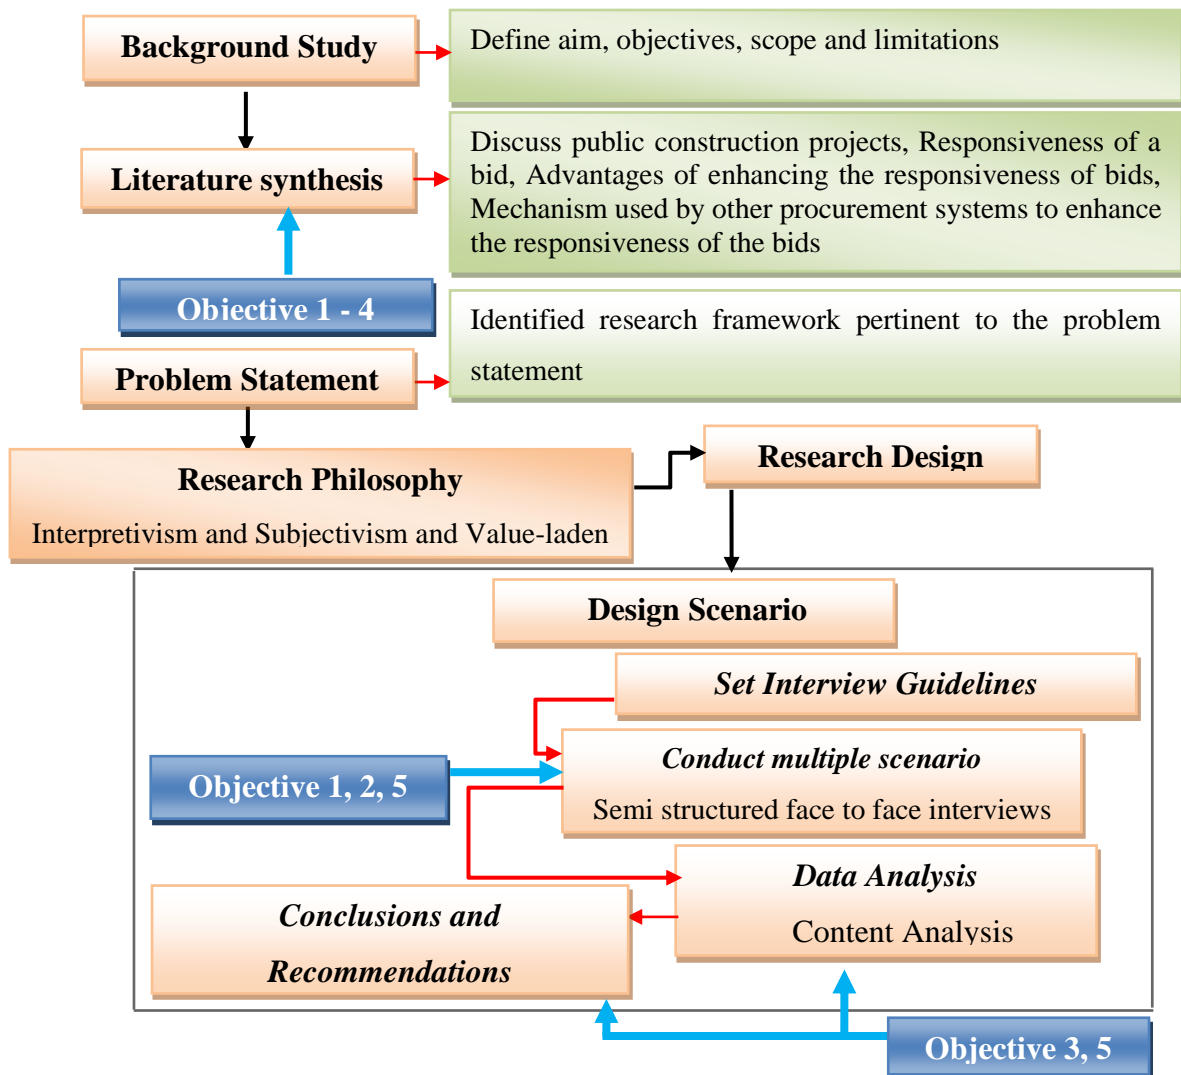 Background Study
Define aim, objectives, scope and limitations
Literature synthesis
Discuss public construction projects, Responsiveness of a
bid, Advantages of enhancing the responsiveness of bids,
Mechanism used by other procurement systems to enhance
the responsiveness of the bids
Objective 1 - 4
Problem Statement
Identified research framework pertinent to the problem
statement
Research Philosophy
Interpretivism and Subjectivism and Value-laden
Research Design
Design Scenario
Set Interview Guidelines
Conduct multiple scenario
Semi structured face to face interviews
Objective 1, 2, 5
Data Analysis
Content Analysis
Conclusions and
Recommendations
Objective 3, 5